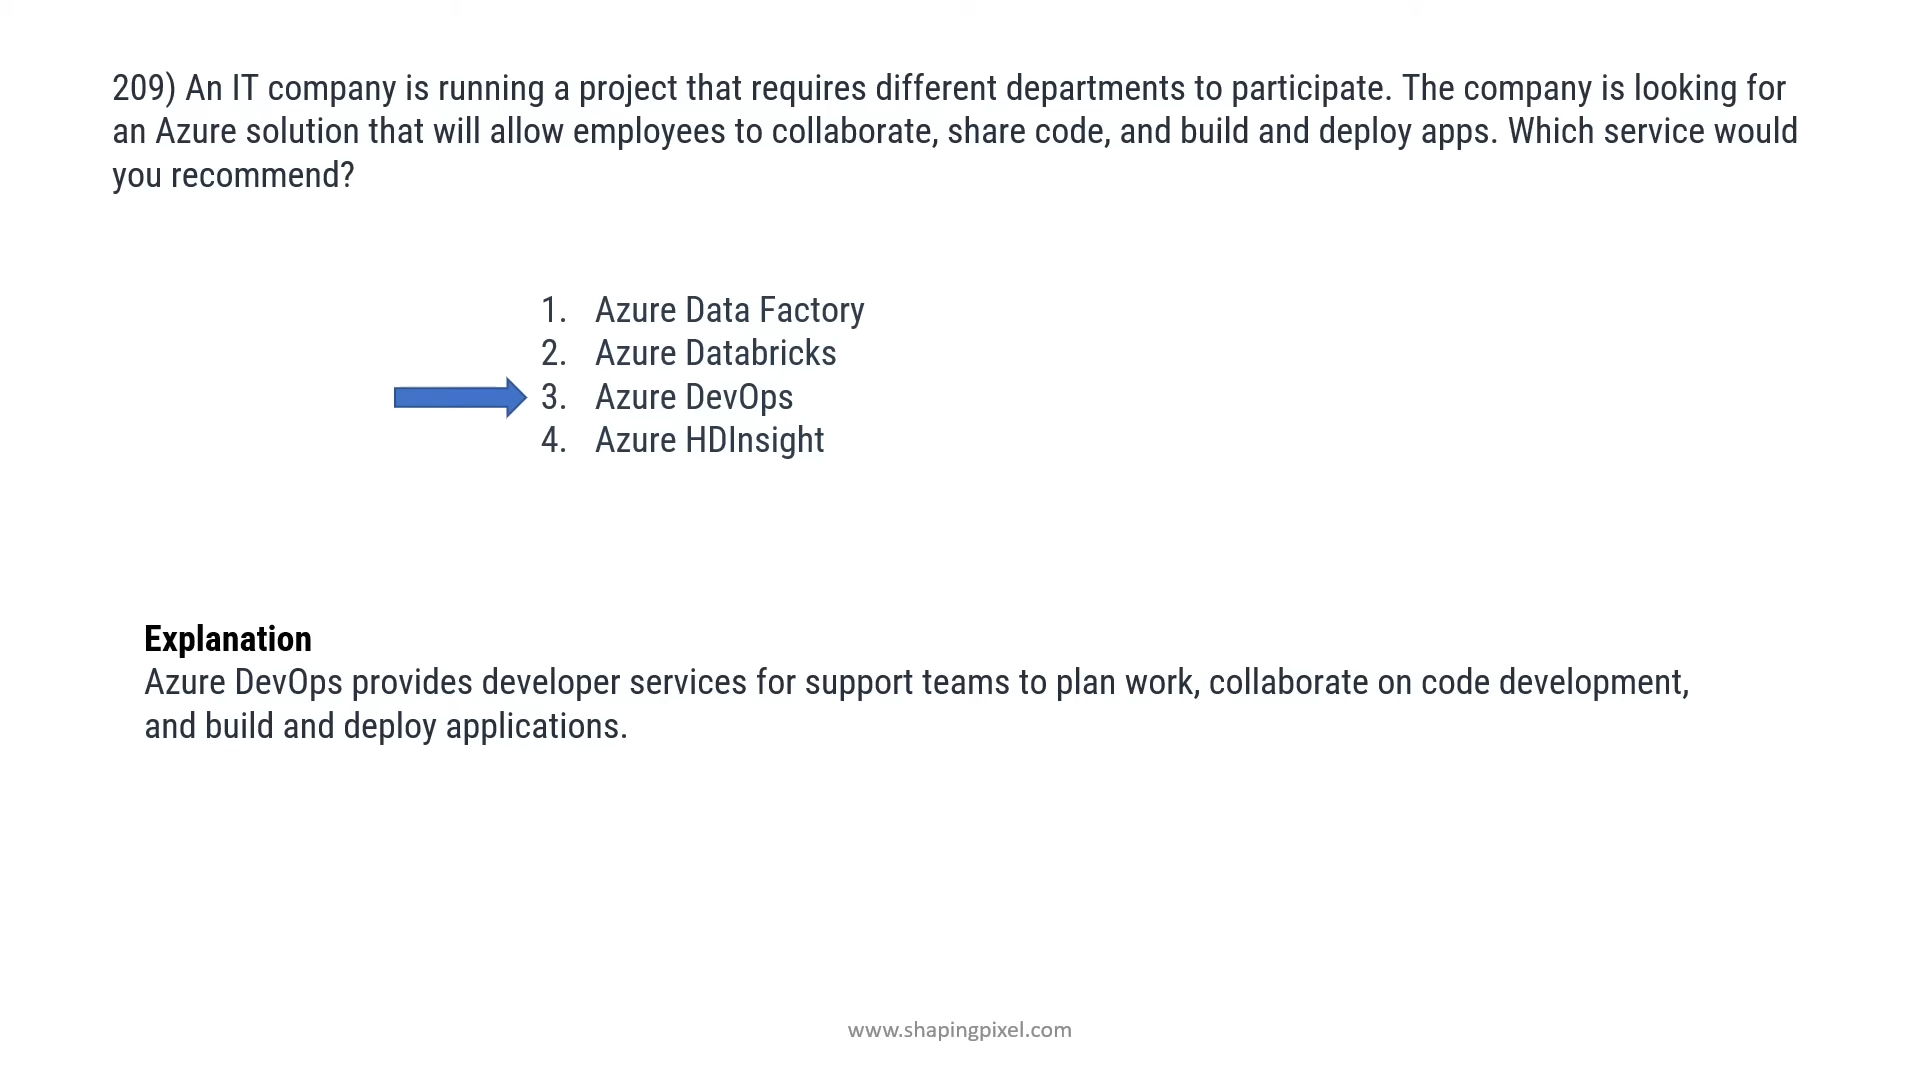 209) An IT company is running a project that requires different departments to participate. The company is looking for
an Azure solution that will allow employees to collaborate, share code, and build and deploy apps. Which service would
you recommend?
1. Azure Data Factory
2. Azure Databricks
3. Azure DevOps
4. Azure HDInsight
Explanation
Azure DevOps provides developer services for support teams to plan work, collaborate on code development,
and build and deploy applications.
www.shapingpixel.com